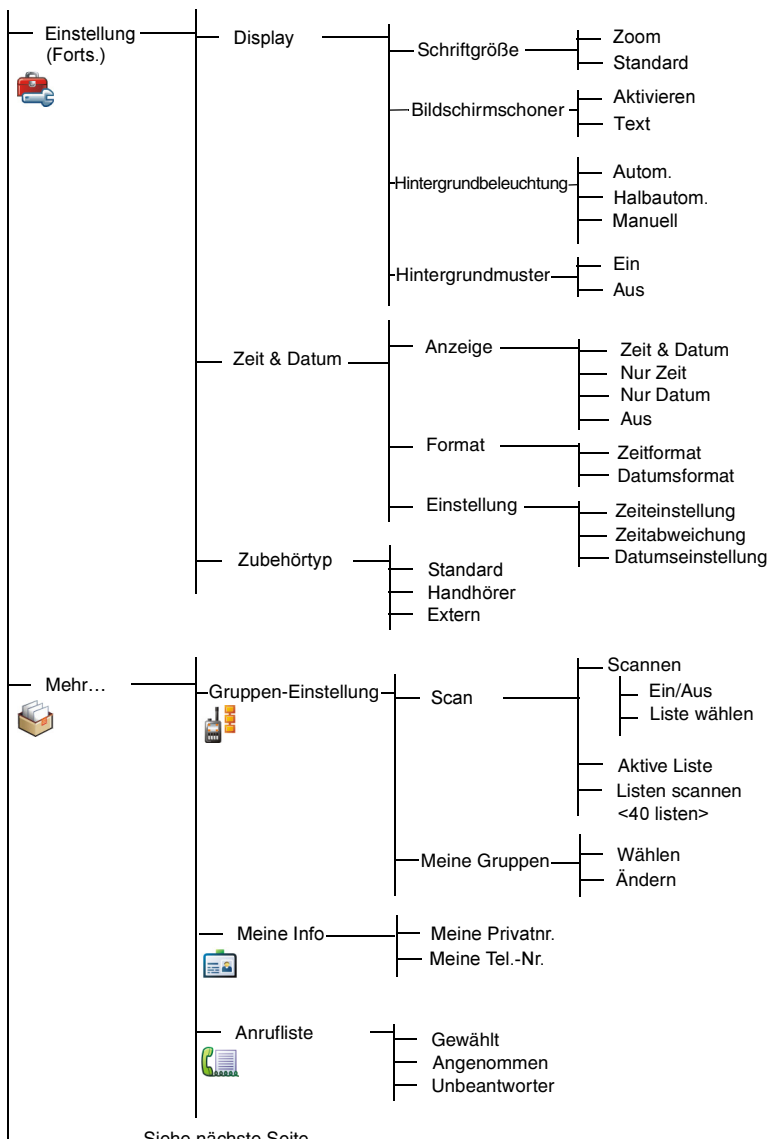 Einstellung
(Forts.)
Display
Schriftgröße
Zoom
Standard
Bildschirmschoner
Aktivieren
Text
Hintergrundbeleuchtung
Autom.
Halbautom.
Manuell
Hintergrundmuster
Ein
Aus
Zeit & Datum
Anzeige
Zeit & Datum
Nur Zeit
Nur Datum
Aus
Format
Zeitformat
Datumsformat
Einstellung
Zeiteinstellung
Zeitabweichung
Datumseinstellung
Zubehörtyp
Standard
Handhörer
Extern
Mehr…
Gruppen-Einstellung
Scan
Scannen
Ein/Aus
Liste wählen
Aktive Liste
Listen scannen
<40 listen>
Meine Gruppen
Wählen
Ändern
Meine Info
Meine Privatnr.
Meine Tel.-Nr.
Anrufliste
Gewählt
Angenommen
Unbeantworter
Siehe nächste Seite